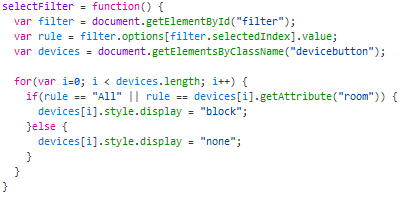 selectFilter = function() {
  var filter = document.getElementById("filter");
  var rule = filter.options[filter.selectedIndex].value;
  var devices = document.getElementsByClassName("devicebutton");

  for(var i=0; i < devices.length; i++) {
    if(rule == "All" || rule == devices[i].getAttribute("room")) {
      devices[i].style.display = "block";
    }else {
      devices[i].style.display = "none";
    }
  }
}